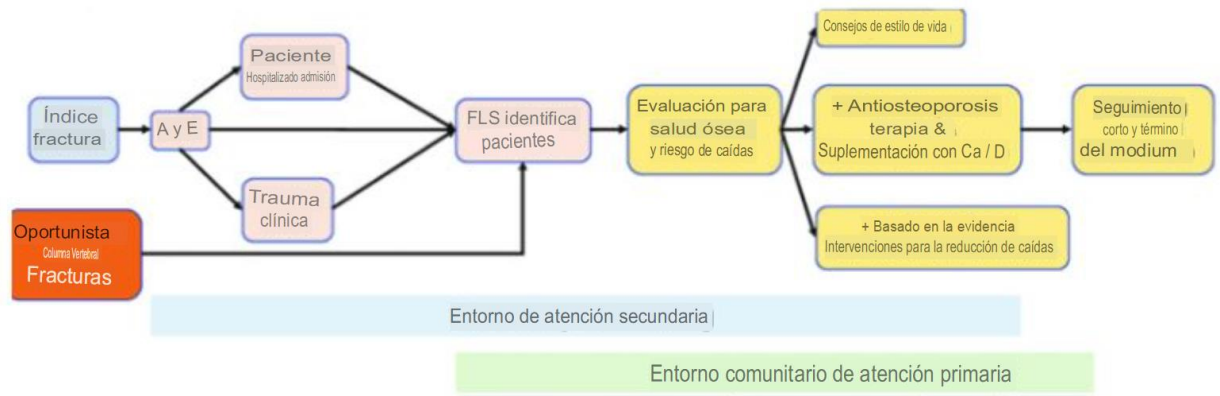 Índice
fractura
A y E
Paciente
Hospitalizado admisión
Trauma
clínica
Oportunista
Columna Vertebral
Fracturas
FLS identifica
pacientes
Evaluación para
salud ósea
y riesgo de caídas
Consejos de estilo de vida
+ Antiosteoporosis
terapia &
Suplementación con Ca / D
+ Basado en la evidencia
Intervenciones para la reducción de caídas
Seguimiento
corto y término
del modium
Entorno de atención secundaria
Entorno comunitario de atención primaria